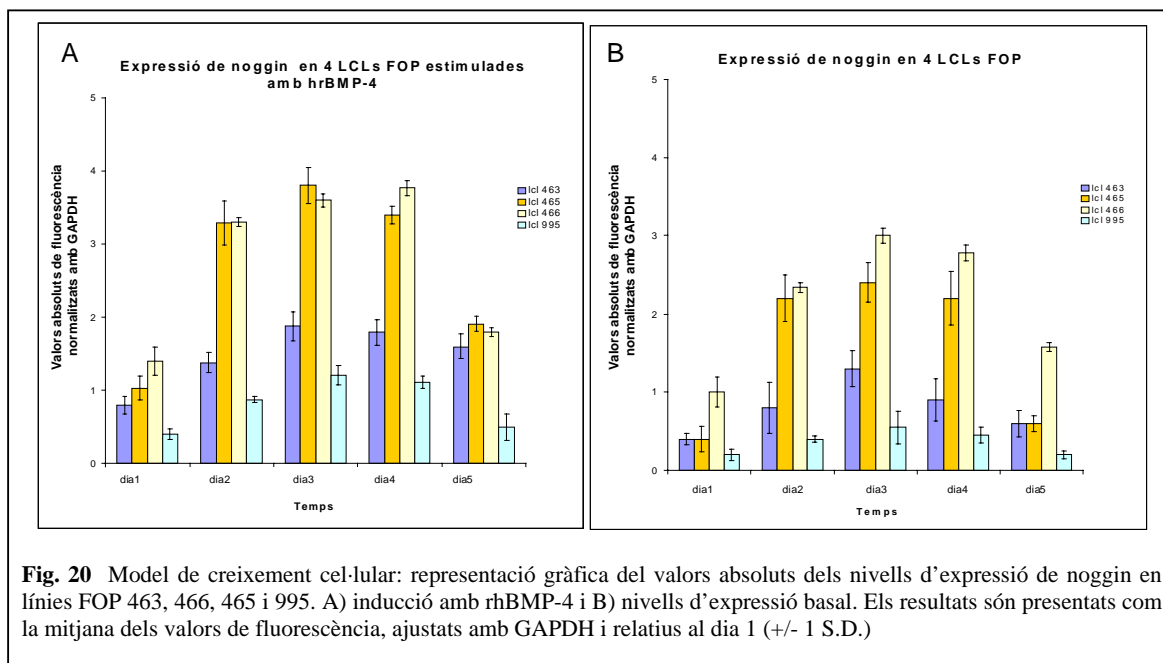 A
Expressió de noggin en 4 LCLs FOP estimulades
amb hrBMP-4
Valors absoluts de fluorescència
normalitzats amb GAPDH
5
4
3
2
1
0
dia1 dia2 dia3 dia4 dia5
Temps
lcl 463
lcl 465
lcl 466
lcl 995
B
Expressió de noggin en 4 LCLs FOP
Valors absoluts de fluorescència
normalitzats amb GAPDH
5
4
3
2
1
0
dia1 dia2 dia3 dia4 dia5
Temps
lcl 463
lcl 465
lcl 466
lcl 995
Fig. 20 Model de creixement cel·lular: representació gràfica del valors absoluts dels nivells d'expressió de noggin en
línies FOP 463, 466, 465 i 995. A) inducció amb rhBMP-4 i B) nivells d'expressió basal. Els resultats són presentats com
la mitjana dels valors de fluorescència, ajustats amb GAPDH i relatius al dia 1 (+/- 1 S.D.)